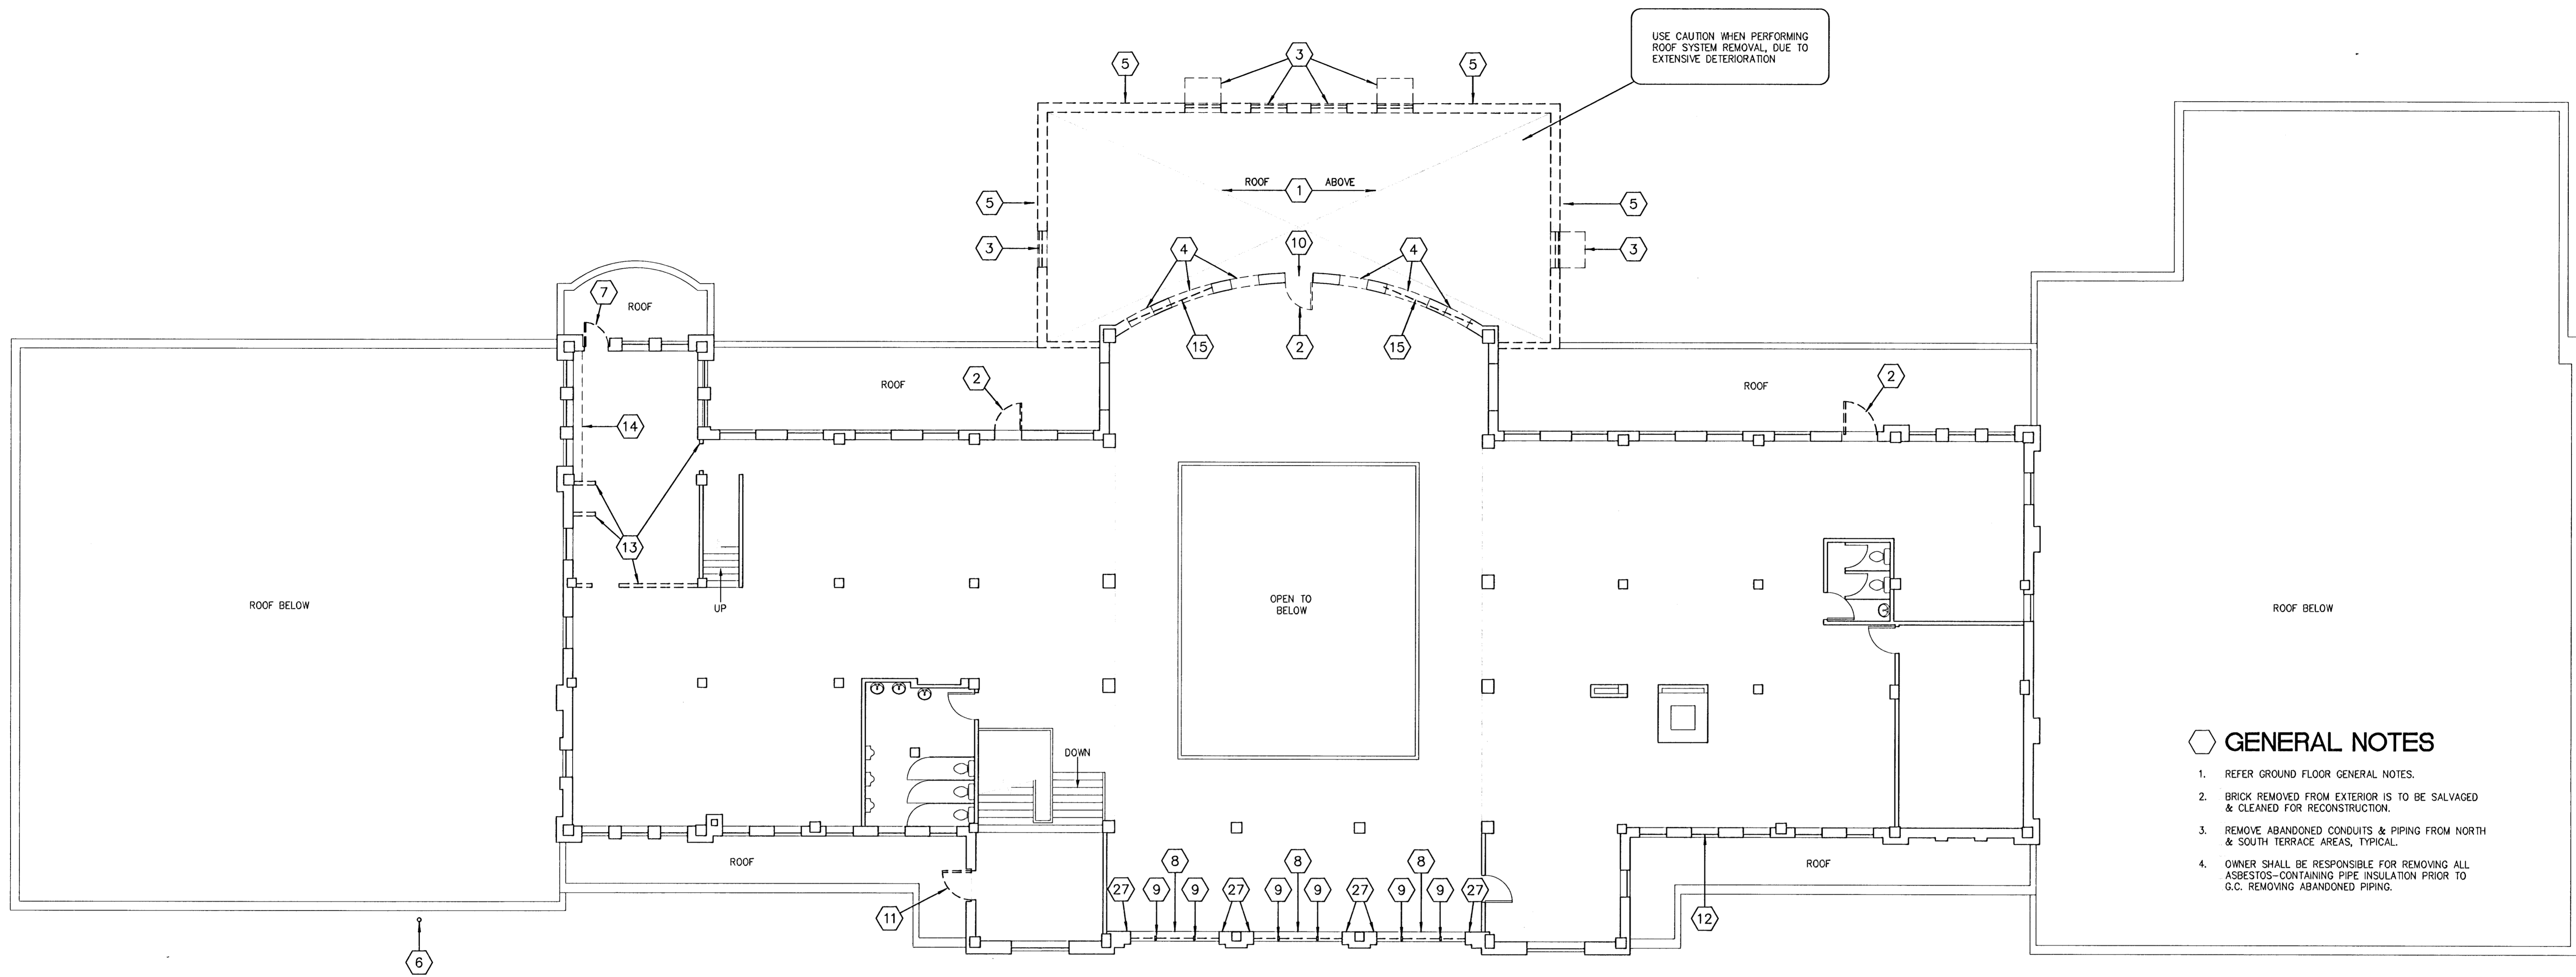 USE CAUTION WHEN PERFORMING
ROOF SYSTEM REMOVAL, DUE TO
EXTENSIVE DETERIORATION
3
5
5
ROOF 1 ABOVE
5
5
3
4
10
4
3
7
ROOF
15
2
15
2
ROOF
ROOF
2
14
13
UP
ROOF BELOW
OPEN TO
BELOW
ROOF BELOW
DOWN
GENERAL NOTES
1. REFER GROUND FLOOR GENERAL NOTES.
2. BRICK REMOVED FROM EXTERIOR IS TO BE SALVAGED
& CLEANED FOR RECONSTRUCTION.
3. REMOVE ABANDONED CONDUITS & PIPING FROM NORTH
& SOUTH TERRACE AREAS, TYPICAL.
4. OWNER SHALL BE RESPONSIBLE FOR REMOVING ALL
ASBESTOS-CONTAINING PIPE INSULATION PRIOR TO
G.C. REMOVING ABANDONED PIPING.
ROOF
8
8
8
ROOF
27
9
9
27
9
9
27
9
9
27
11
12
6